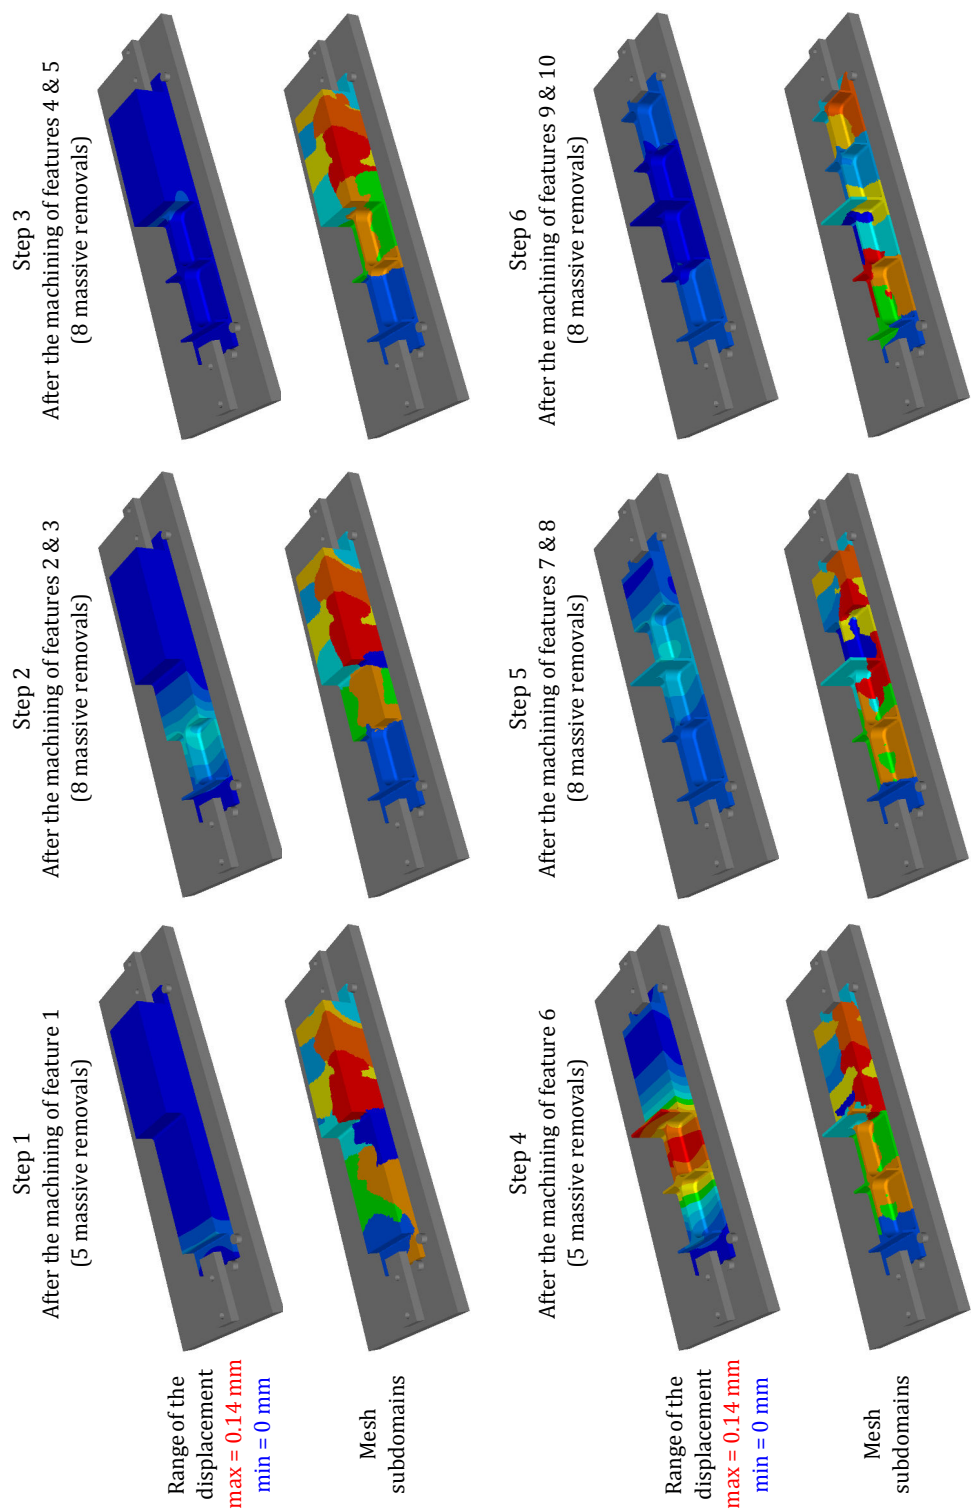 Step 1
After the machining of feature 1
(5 massive removals)
Step 2
After the machining of features 2 & 3
(8 massive removals)
Step 3
After the machining of features 4 & 5
(8 massive removals)
Range of the
displacement
max = 0.14 mm
min = 0 mm
Mesh
subdomains
Step 4
After the machining of feature 6
(5 massive removals)
Step 5
After the machining of features 7 & 8
(8 massive removals)
Step 6
After the machining of features 9 & 10
(8 massive removals)
Range of the
displacement
max = 0.14 mm
min = 0 mm
Mesh
subdomains